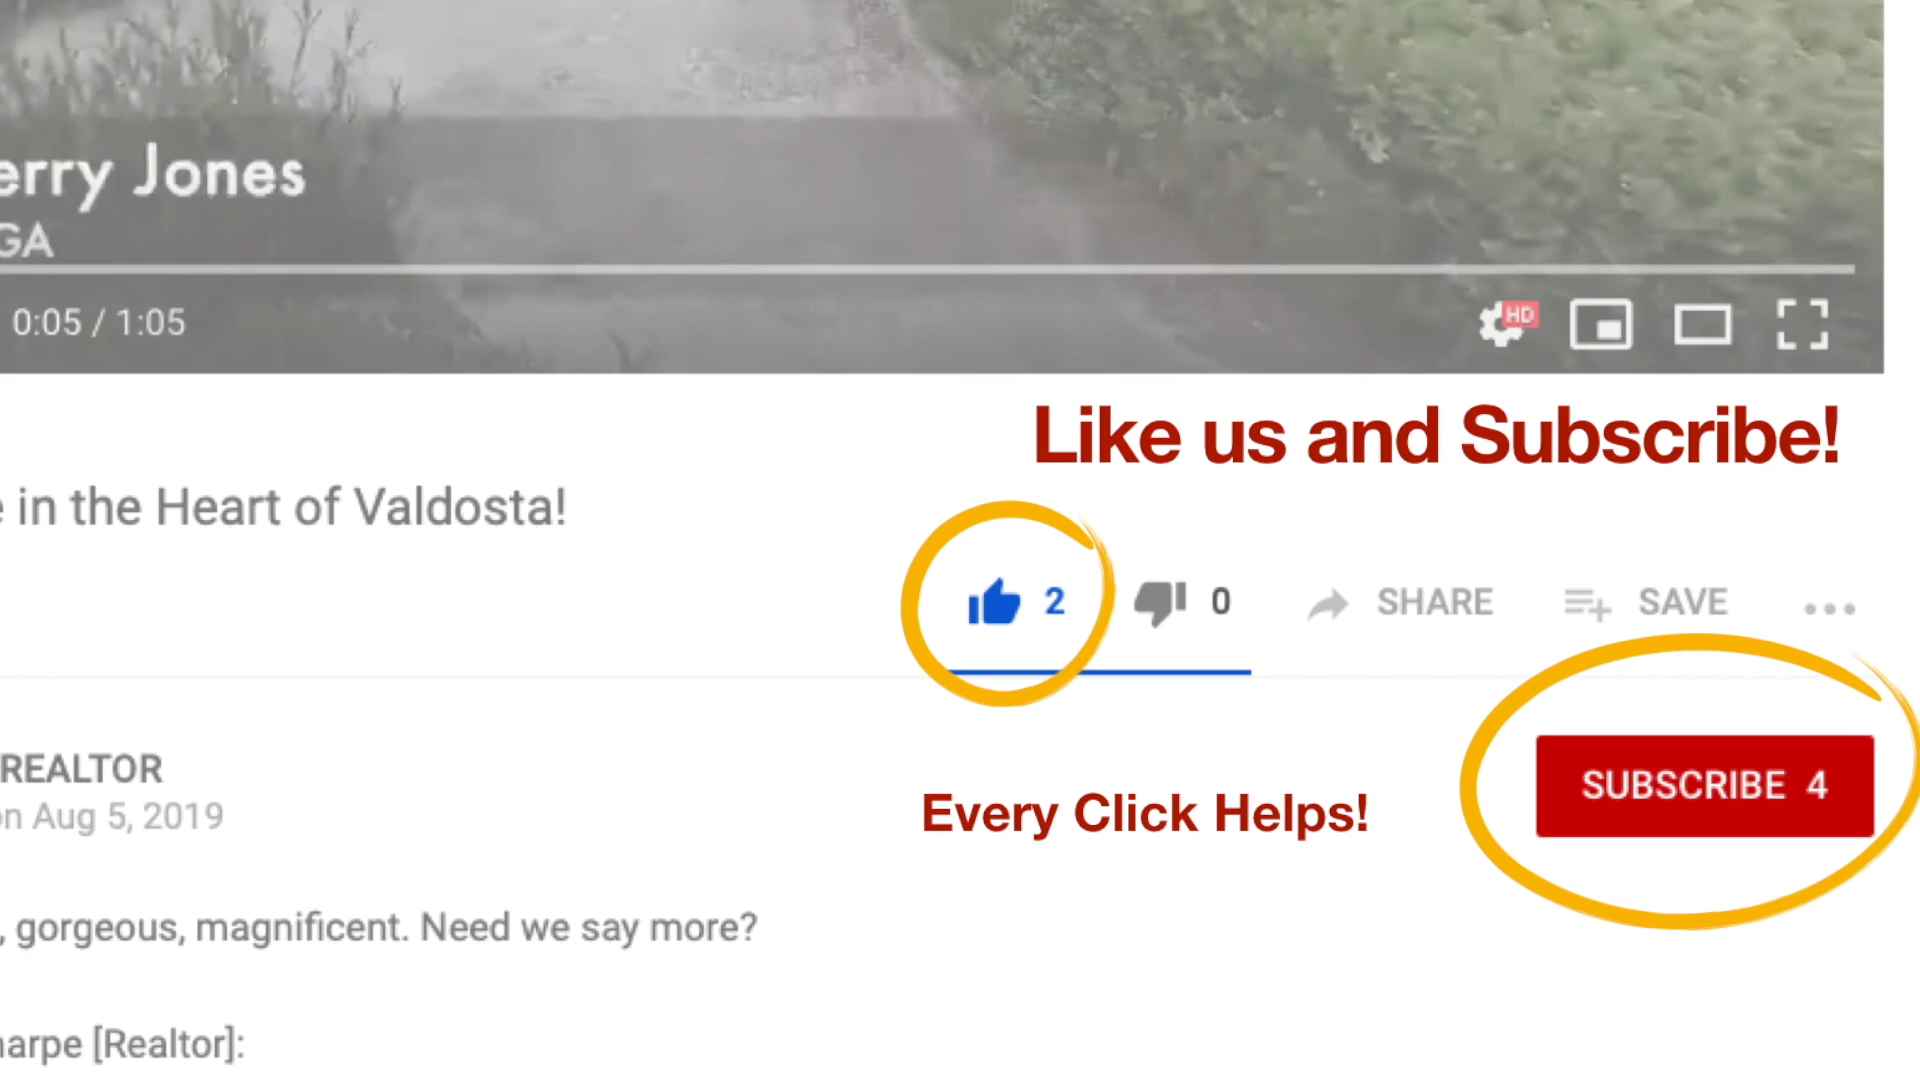 erry Jones
GA
0:05 / 1:05
HD
Like us and Subscribe!
in the Heart of Valdosta!
2
0
SHARE
SAVE
REALTOR
on Aug 5, 2019
Every Click Helps!
SUBSCRIBE 4
, gorgeous, magnificent. Need we say more?
harpe [Realtor]: